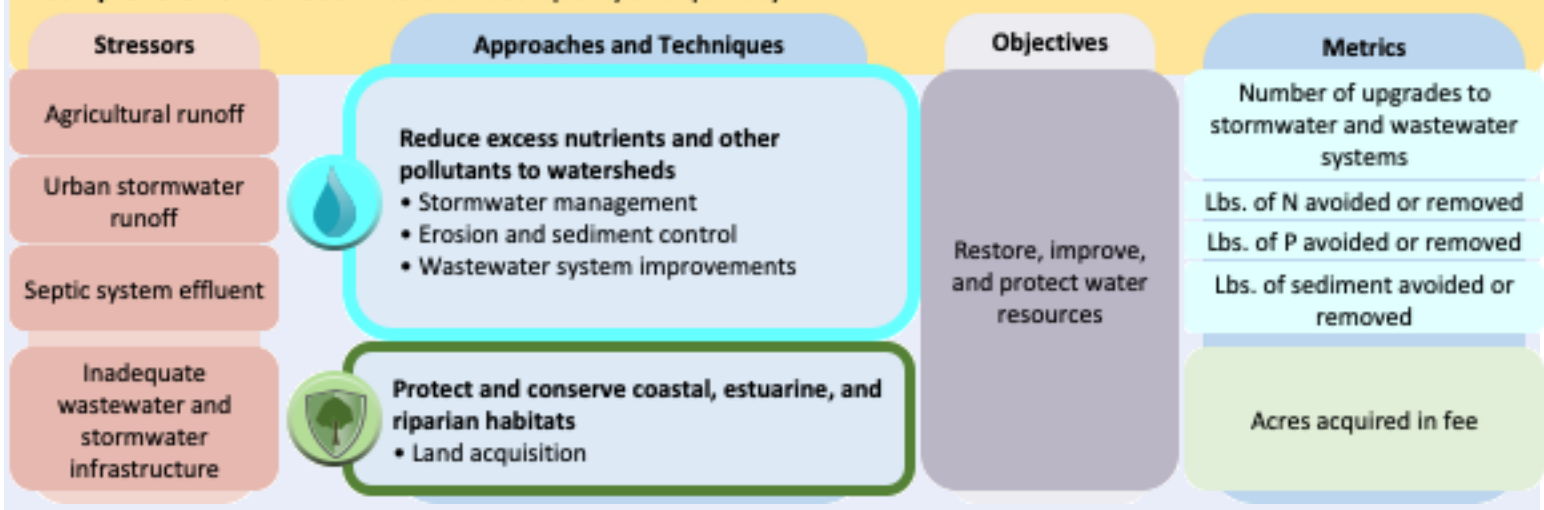 Stressors
Approaches and Techniques
Objectives
Metrics
Agricultural runoff
Urban stormwater
runoff
Septic system effluent
Inadequate
wastewater and
stormwater
infrastructure
Reduce excess nutrients and other
pollutants to watersheds
• Stormwater management
• Erosion and sediment control
• Wastewater system improvements
Protect and conserve coastal, estuarine, and
riparian habitats
• Land acquisition
Restore, improve,
and protect water
resources
Number of upgrades to
stormwater and wastewater
systems
Lbs. of N avoided or removed
Lbs. of P avoided or removed
Lbs. of sediment avoided or
removed
Acres acquired in fee